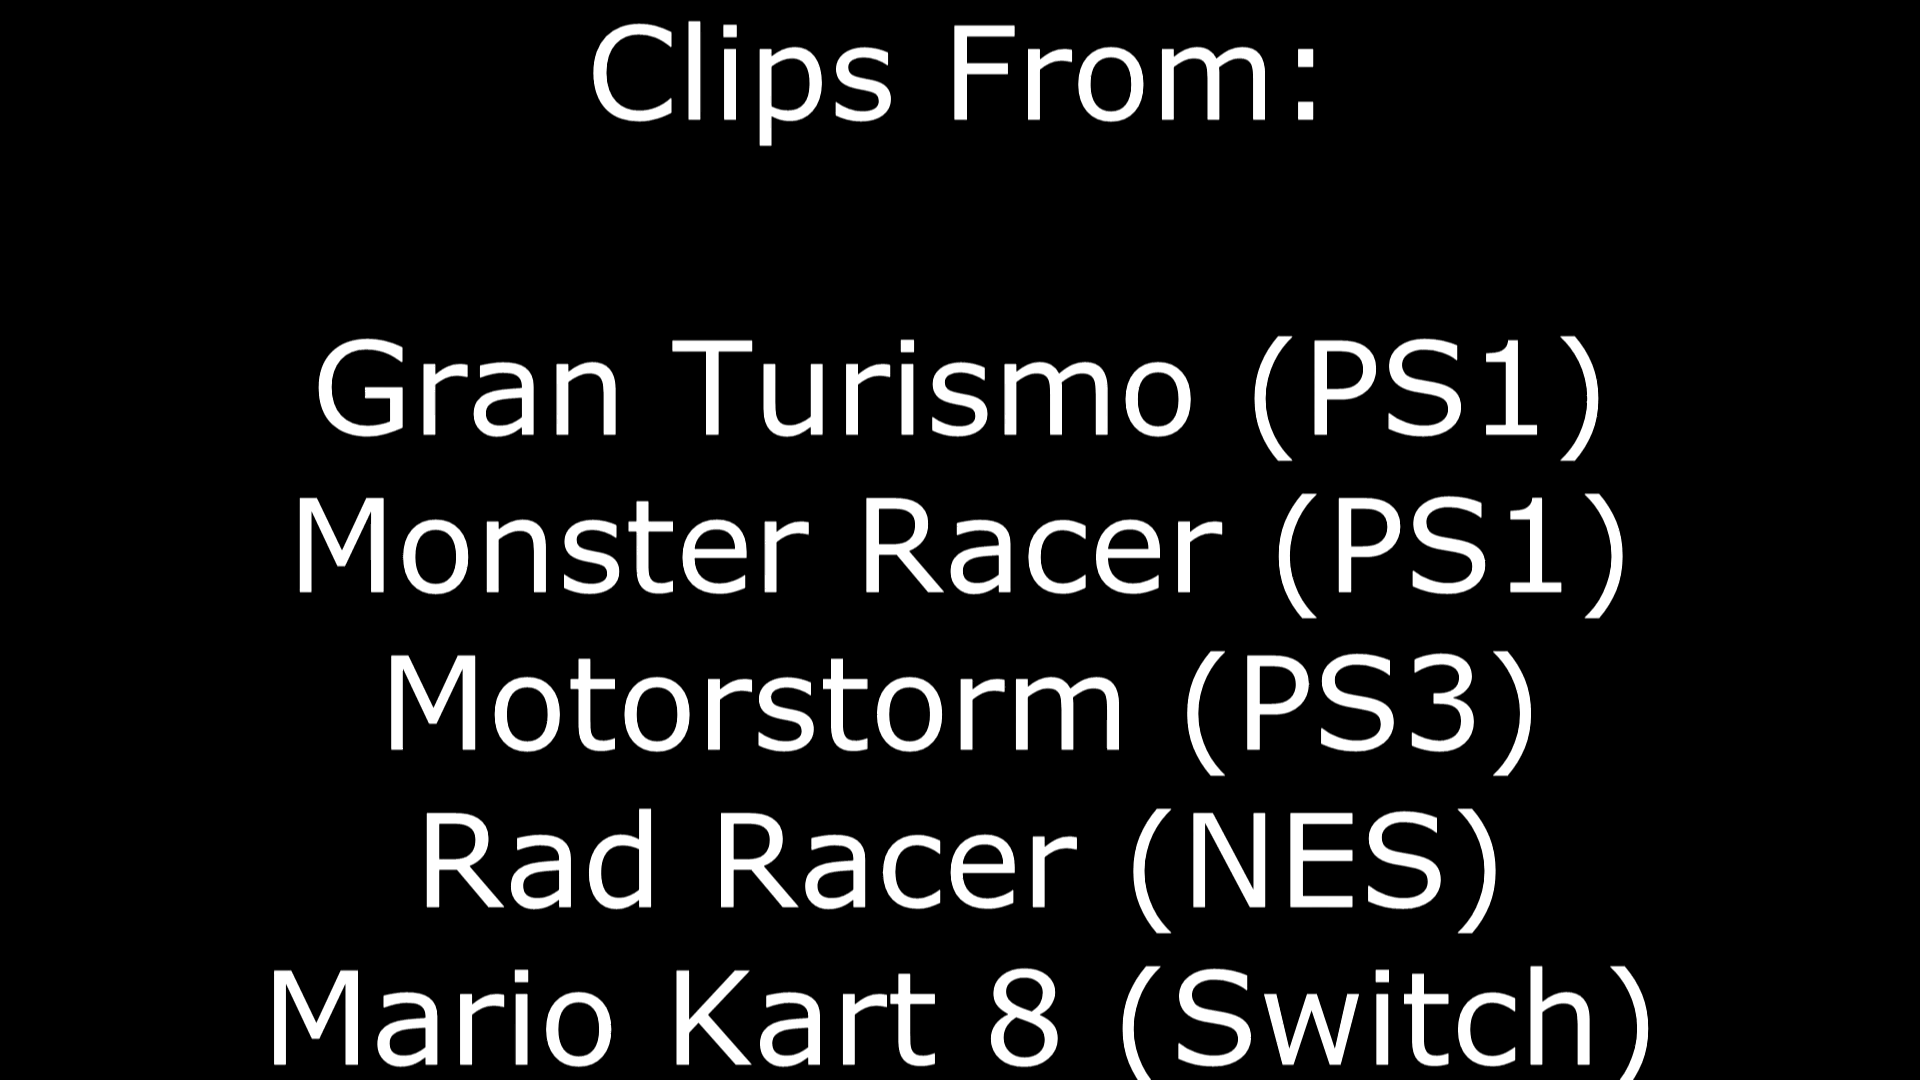 Clips From:
Gran Turismo (PS1)
Monster Racer (PS1)
Motorstorm (PS3)
Rad Racer (NES)
Mario Kart 8 (Switch)